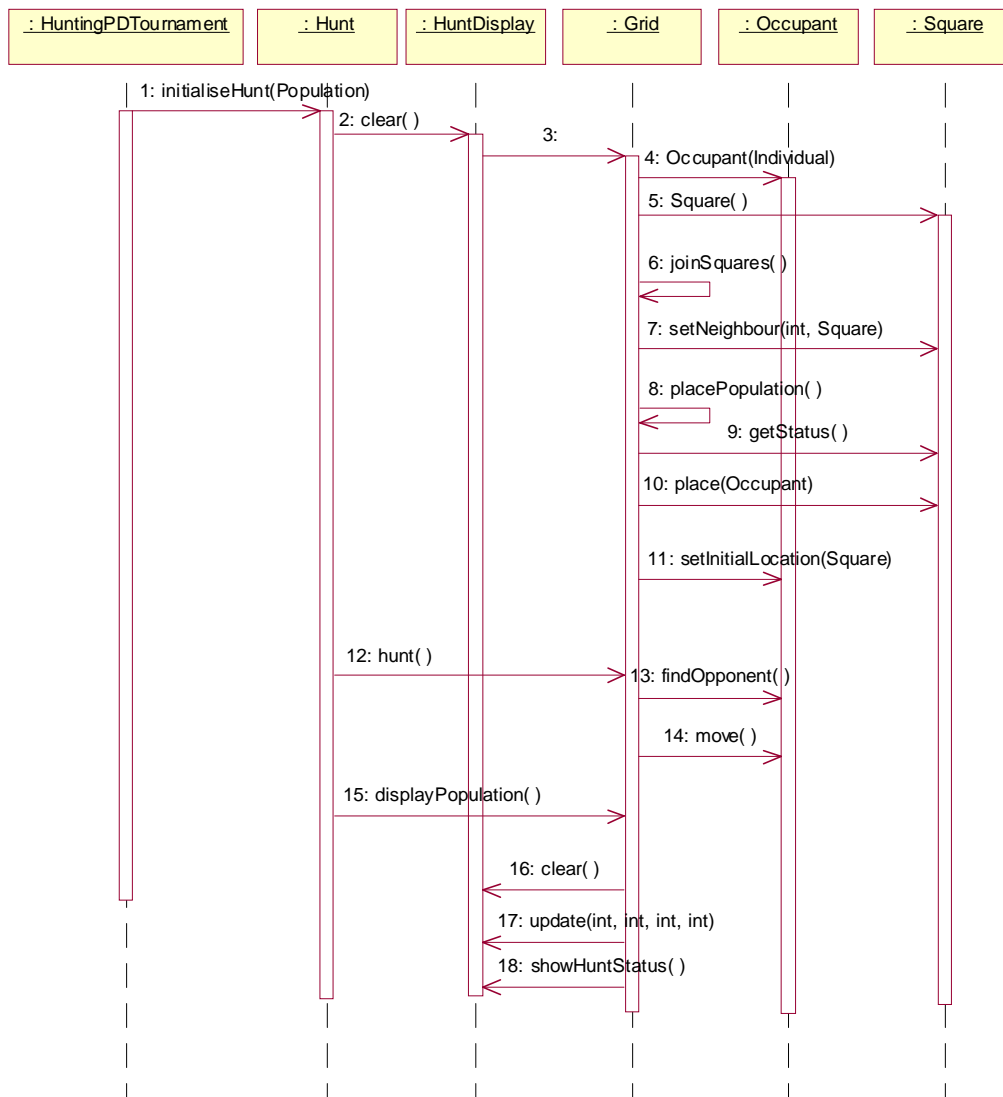 : HuntingPDTournament
: Hunt
: HuntDisplay
: Grid
: Occupant
: Square
1: initialiseHunt(Population)
2: clear( )
3:
4: Occupant(Individual)
5: Square( )
6: joinSquares( )
7: setNeighbour(int, Square)
8: placePopulation( )
9: getStatus( )
10: place(Occupant)
11: setInitialLocation(Square)
12: hunt( )
13: findOpponent( )
14: move( )
15: displayPopulation( )
16: clear( )
17: update(int, int, int, int)
18: showHuntStatus( )